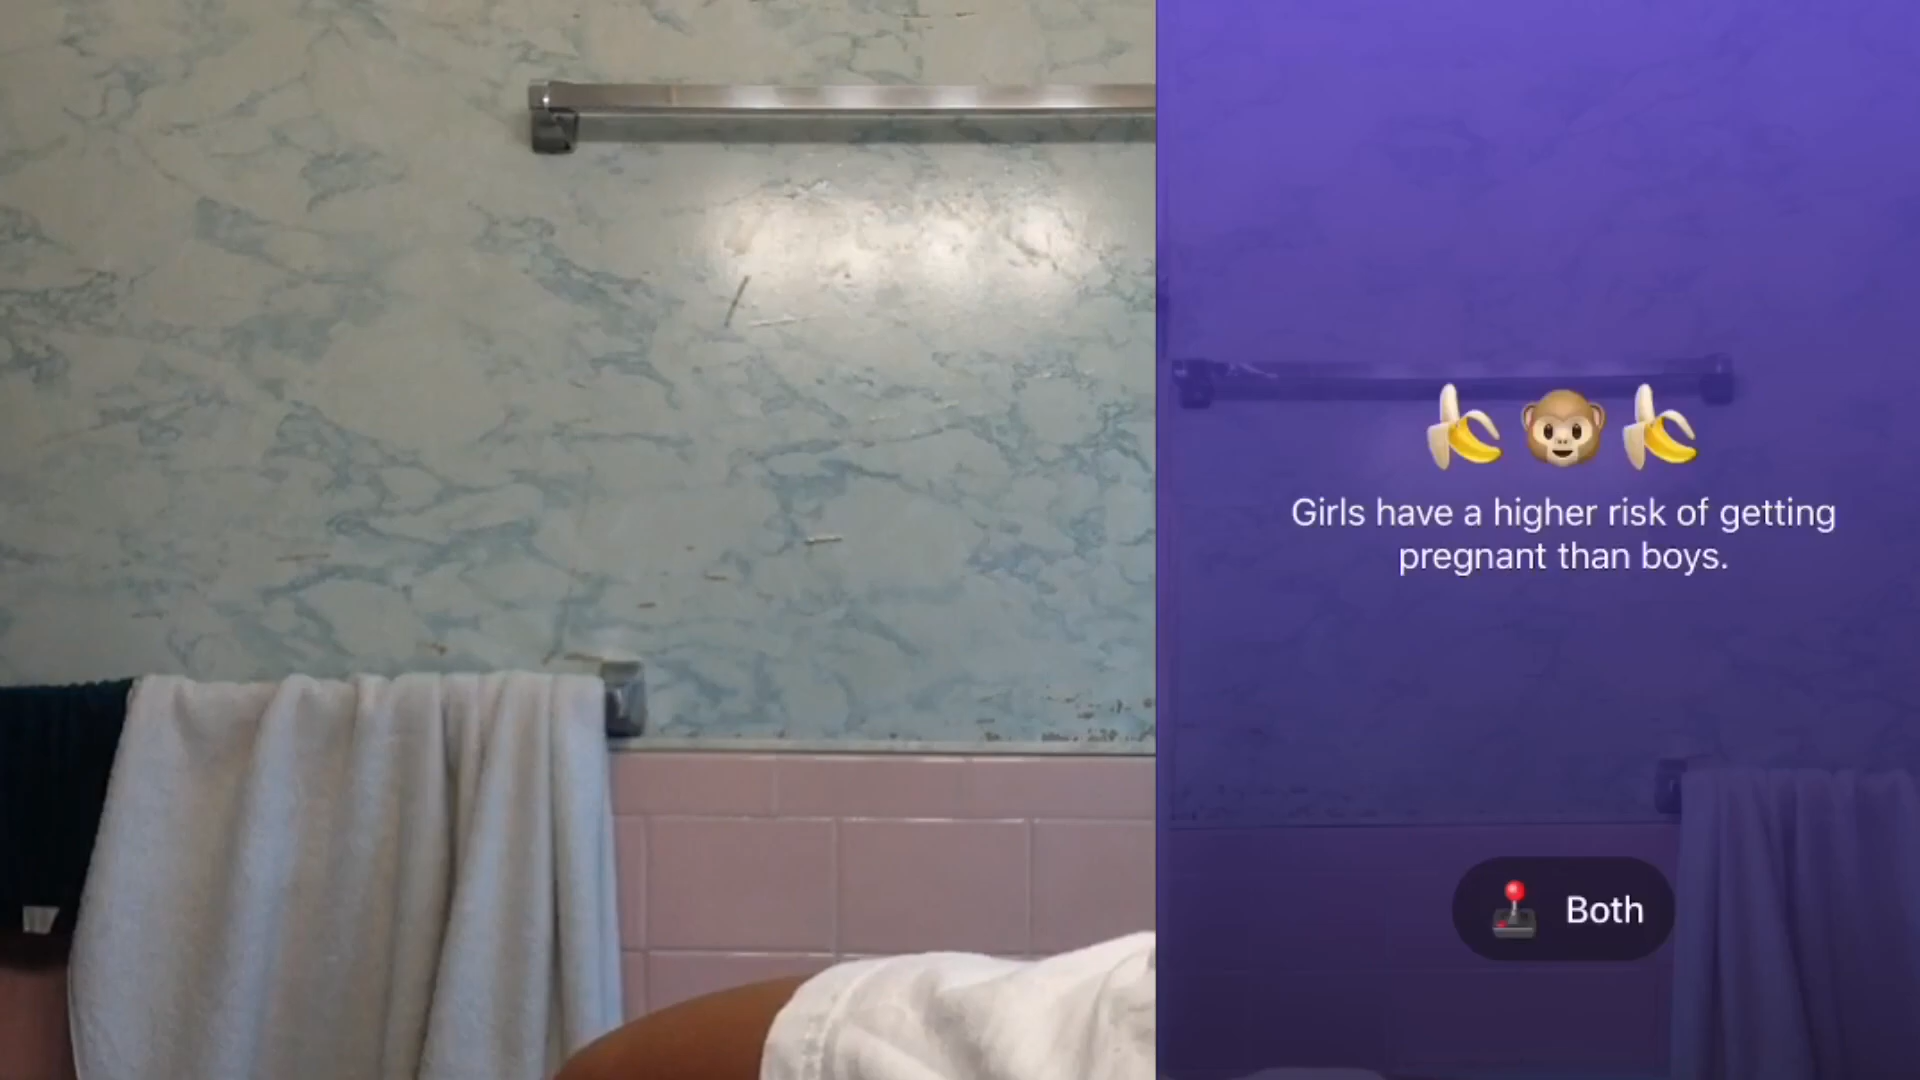 Girls have a higher risk of getting
pregnant than boys.
Both